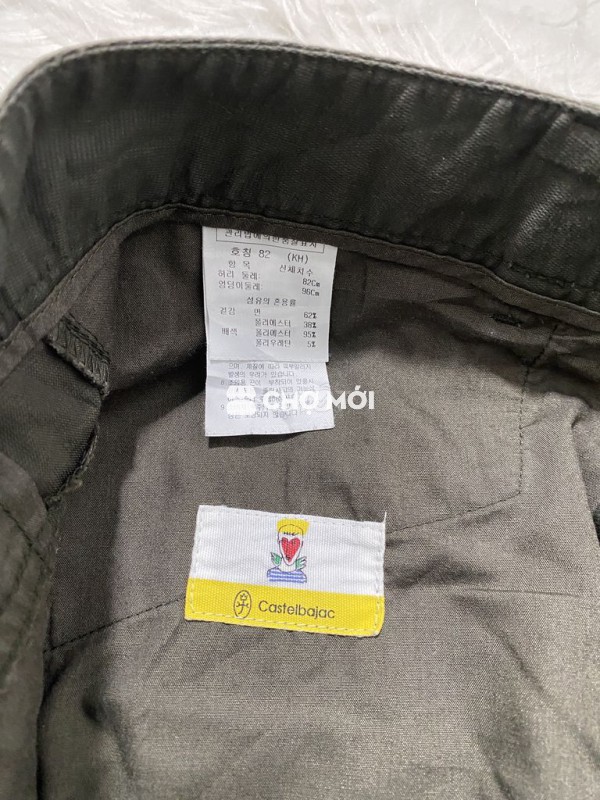 호칭 82 (KH)
항 목 신체치수
허리 둘레: 82Cm
엉덩이둘레: 96Cm
섬유의 혼용률
겉감 면 62%
폴리에스터 38%
배색 폴리에스터 95%
폴리우레탄 5%
CHỢ MỚI
Castelbajac